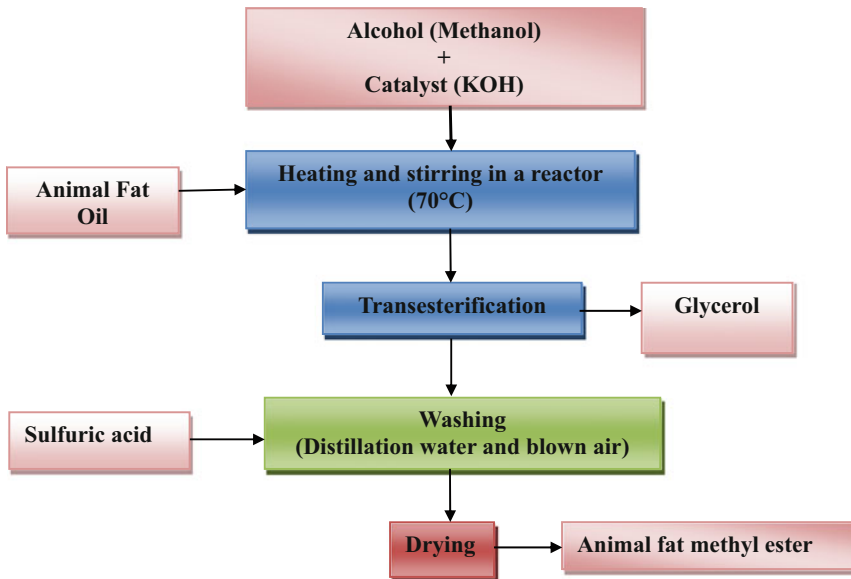 Alcohol (Methanol)
+
Catalyst (KOH)
Heating and stirring in a reactor
(70°C)
Animal Fat
Oil
Transesterification
Glycerol
Washing
(Distillation water and blown air)
Sulfuric acid
Drying
Animal fat methyl ester